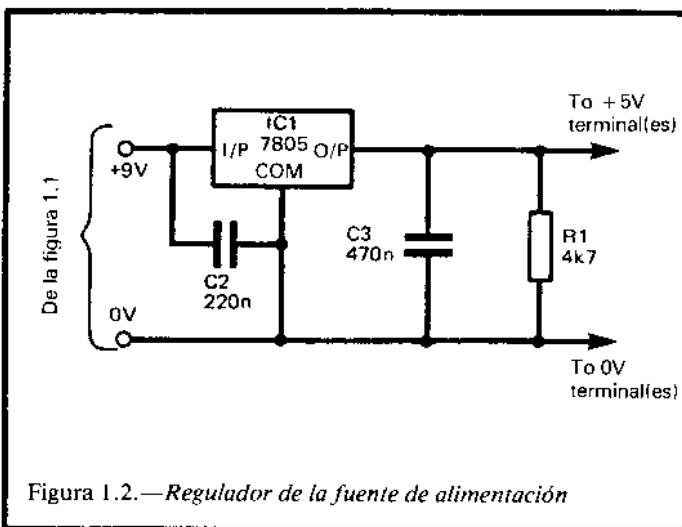 To +5V
terminal(es)
IC1
7805
I/P
O/P
COM
+9V
De la figura 1.1
C2
220n
C3
470n
R1
4k7
0V
To 0V
terminal(es)
Figura 1.2.—Regulador de la fuente de alimentación